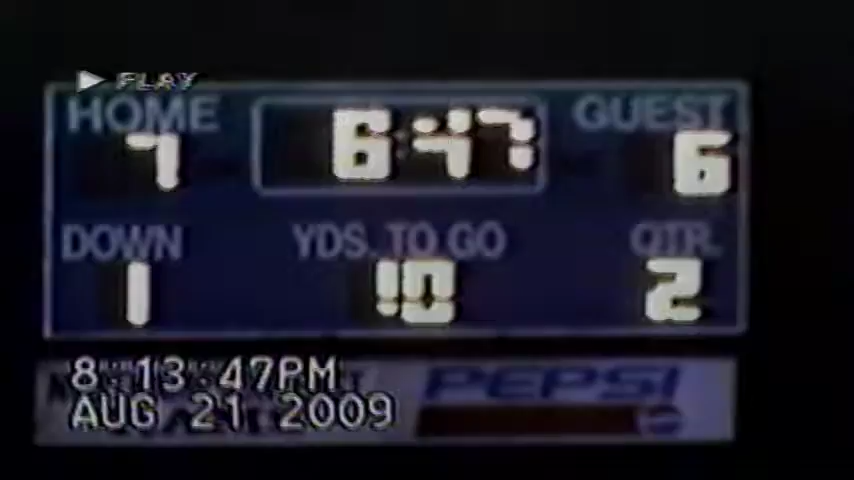 PLAY
HOME GUEST
7 6:47 6
DOWN YDS. TO GO QTR.
1 10 2
8:13:47PM PEPSI
AUG 21 2009